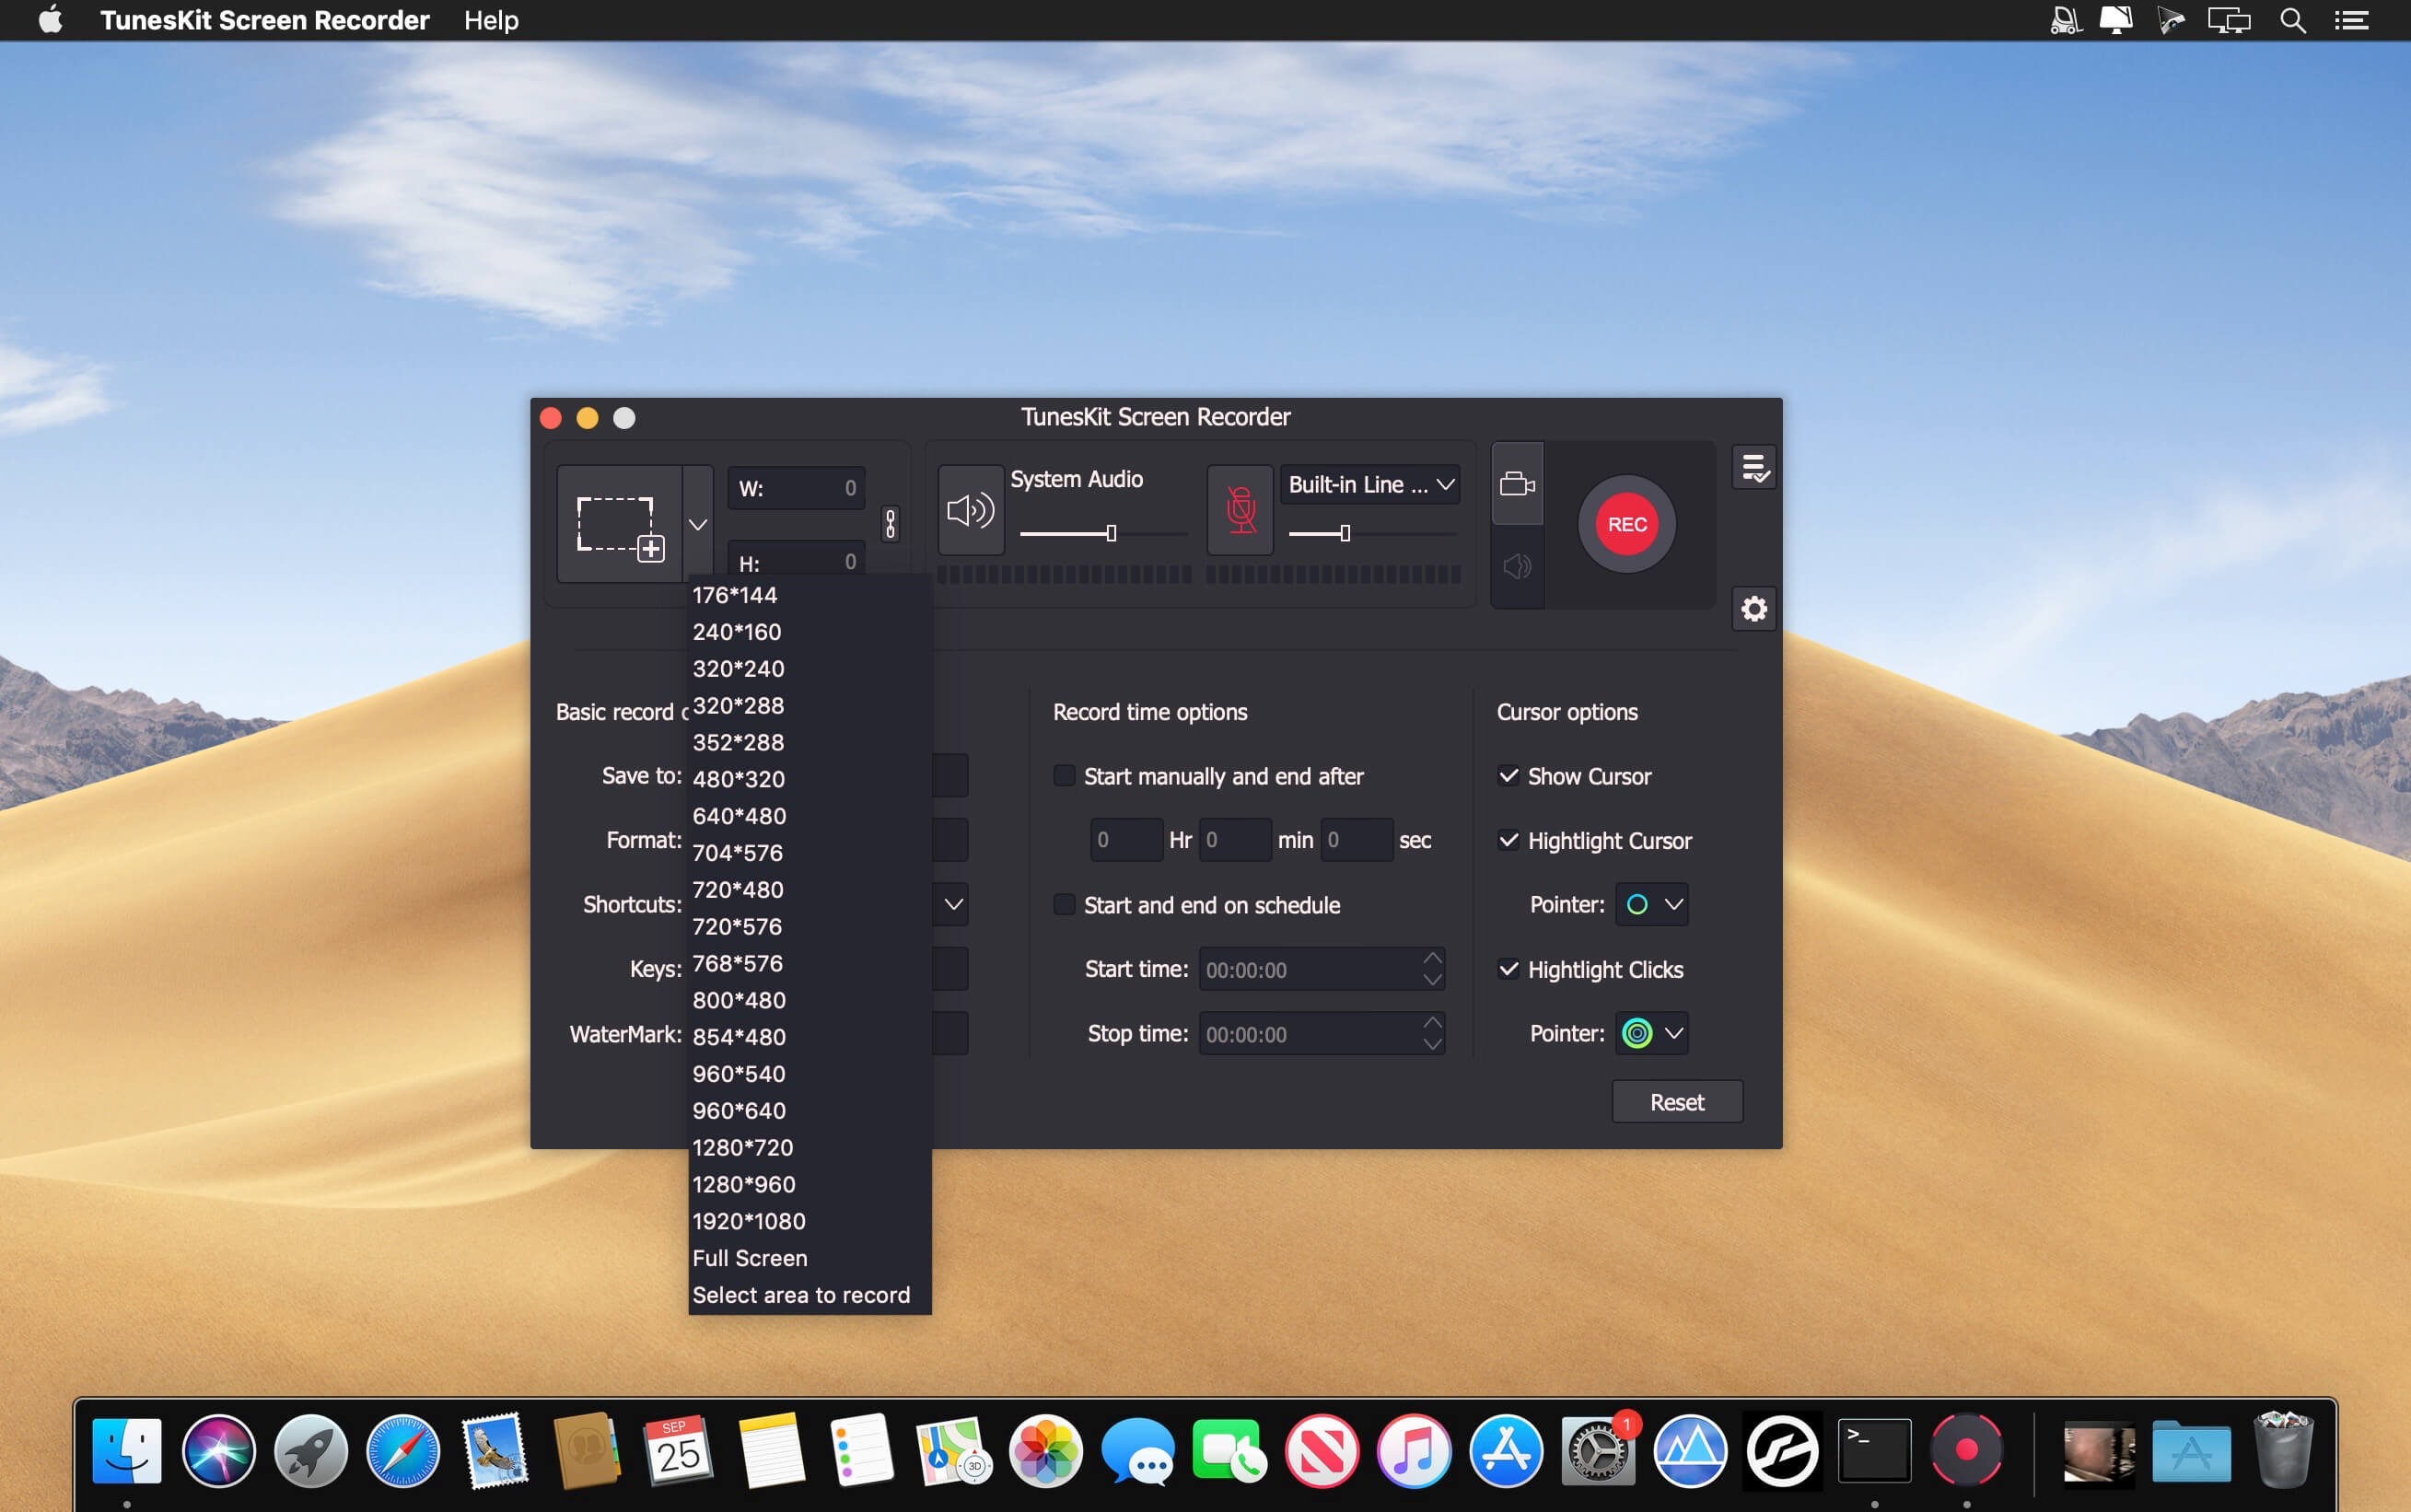 TunesKit Screen Recorder Help
TunesKit Screen Recorder
W: 0
H: 0
System Audio
Built-in Line ...
REC
176*144
240*160
320*240
320*288
352*288
480*320
640*480
704*576
720*480
720*576
768*576
800*480
854*480
960*540
960*640
1280*720
1280*960
1920*1080
Full Screen
Select area to record
Basic record
Save to:
Format:
Shortcuts:
Keys:
WaterMark:
Record time options
Start manually and end after
0 Hr 0 min 0 sec
Start and end on schedule
Start time: 00:00:00
Stop time: 00:00:00
Cursor options
Show Cursor
Hightlight Cursor
Pointer:
Hightlight Clicks
Pointer:
Reset
SEP
25
3D
1
>_